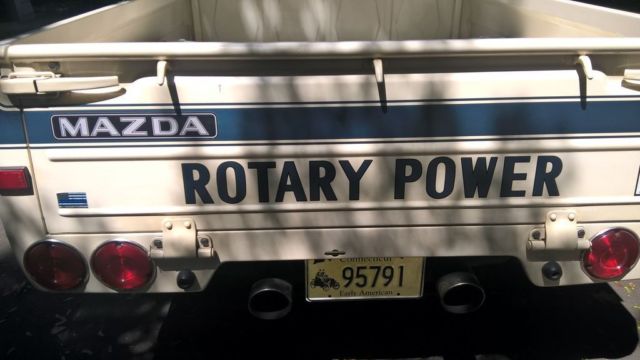 MAZDA
ROTARY POWER
Connecticut
95791
Early American